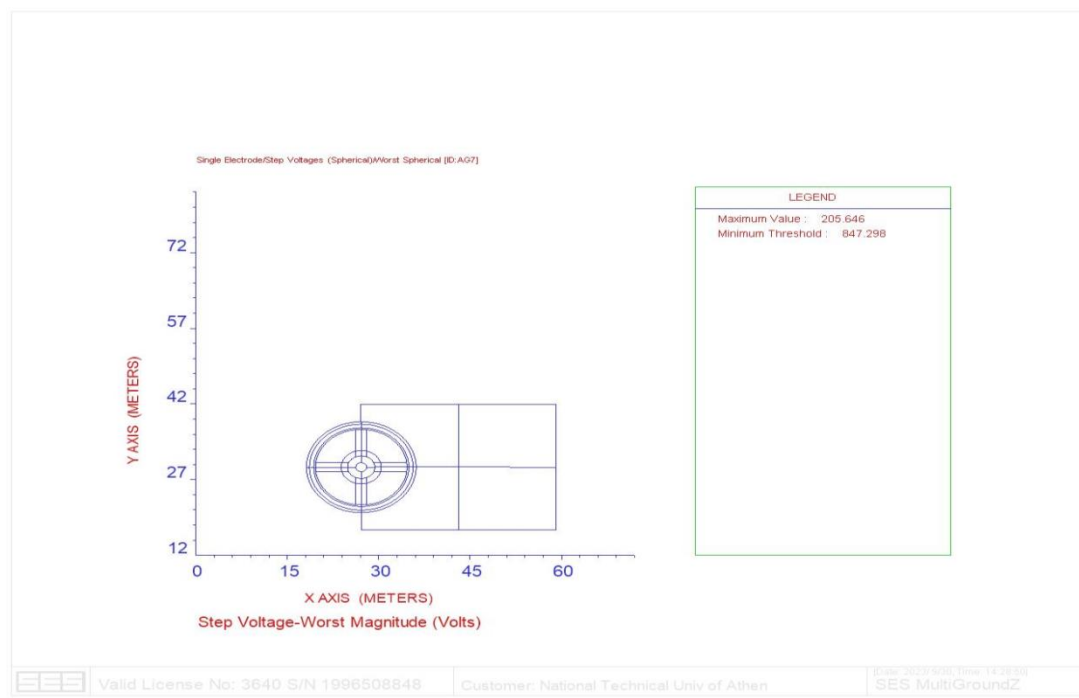 Single Electrode/Step Voltages (Spherical)/Worst Spherical [ID:AG7]
LEGEND
Maximum Value : 205.646
Minimum Threshold : 847.298
72
57
42
27
12
Y AXIS (METERS)
0 15 30 45 60
X AXIS (METERS)
Step Voltage-Worst Magnitude (Volts)
SES Valid License No: 3640 S/N 1996508848 Customer: National Technical Univ of Athen
SES MultiGroundZ